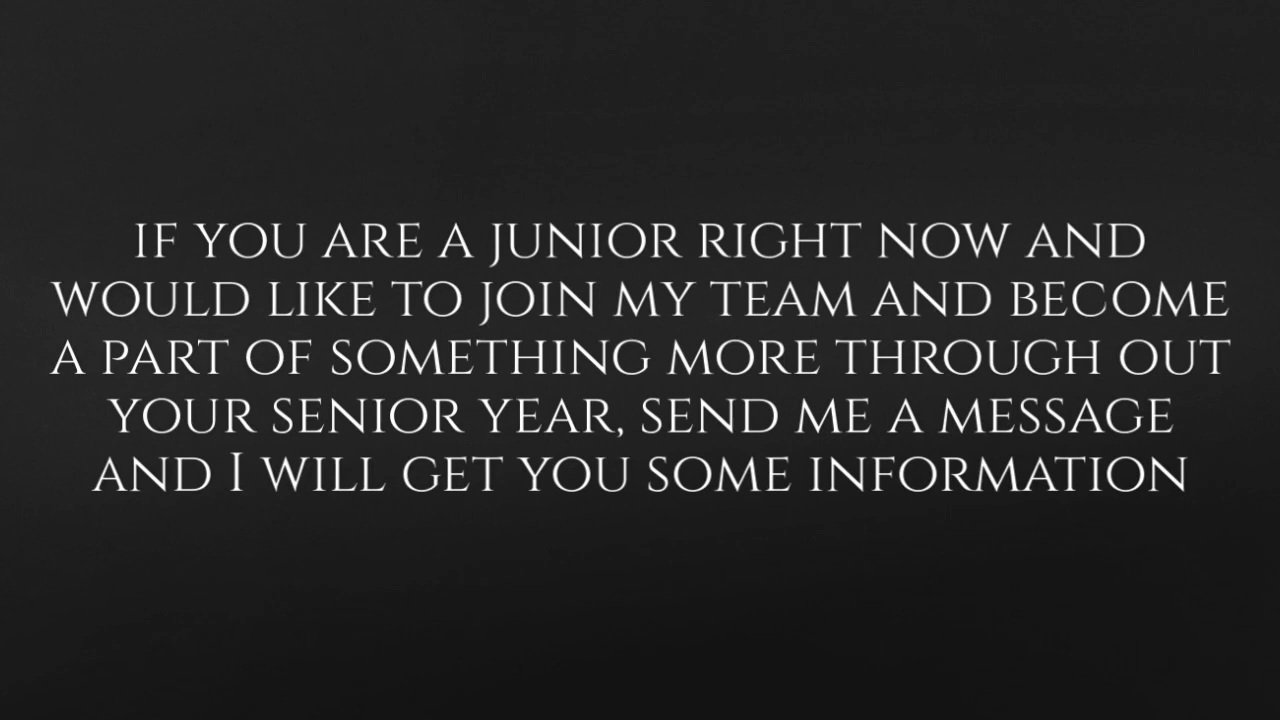 IF YOU ARE A JUNIOR RIGHT NOW AND
WOULD LIKE TO JOIN MY TEAM AND BECOME
A PART OF SOMETHING MORE THROUGH OUT
YOUR SENIOR YEAR, SEND ME A MESSAGE
AND I WILL GET YOU SOME INFORMATION